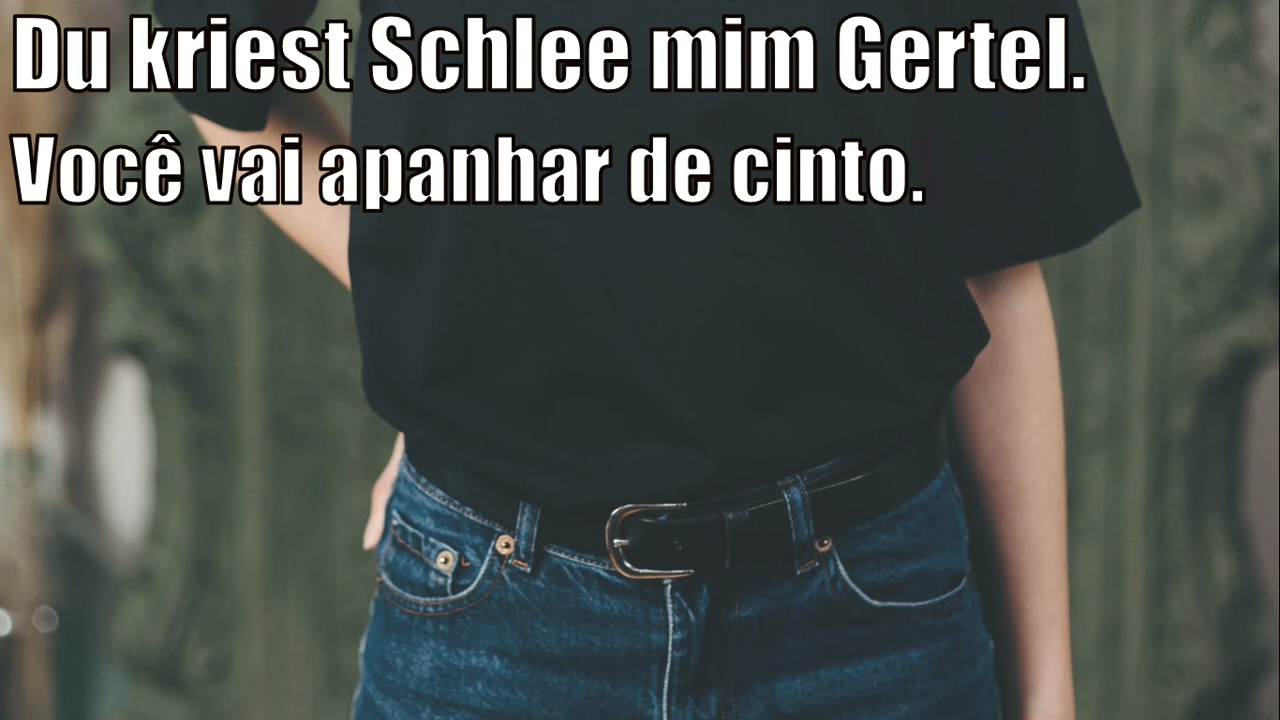 Du kriest Schlee mim Gertel.
Você vai apanhar de cinto.